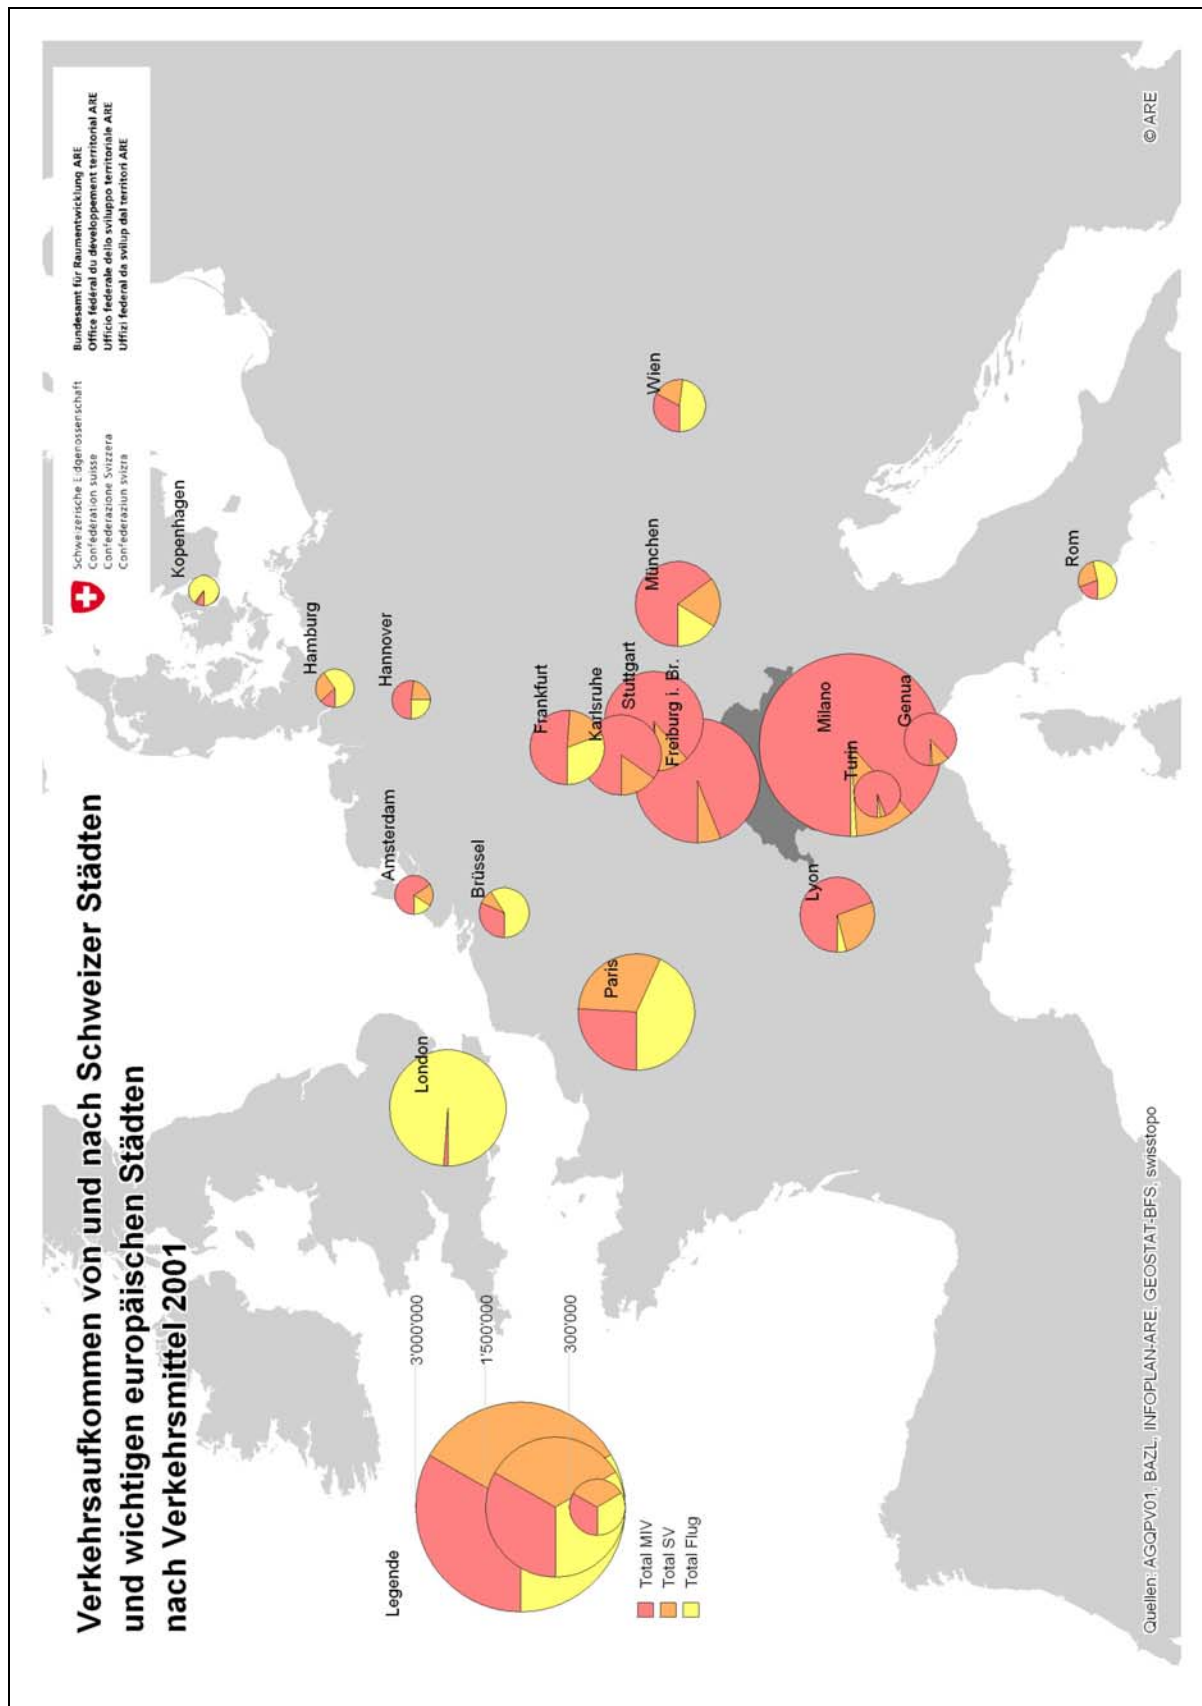 Verkehrsaufkommen von und nach Schweizer Städten
und wichtigen europäischen Städten
nach Verkehrsmittel 2001
Schweizerische Eidgenossenschaft
Confédération suisse
Confederazione Svizzera
Confederaziun svizra
Bundesamt für Raumentwicklung ARE
Office fédéral du développement territorial ARE
Ufficio federale dello sviluppo territoriale ARE
Uffizi federal da svilup dal territori ARE
Kopenhagen
Hamburg
Hannover
Amsterdam
Brüssel
London
Paris
Frankfurt
Karlsruhe
Stuttgart
Freiburg i. Br.
München
Wien
Lyon
Milano
Turin
Genua
Rom
Legende
3'000'000
1'500'000
300'000
Total MIV
Total SV
Total Flug
Quellen: AGQPV01, BAZL, INFOPLAN-ARE, GEOSTAT-BFS, swisstopo
© ARE